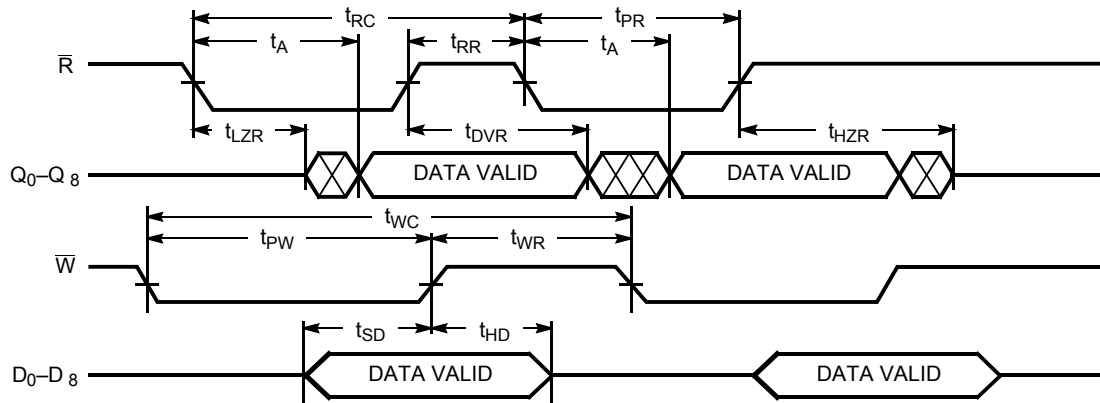 tRC tPR
tA tRR tA
R̅
tLZR tDVR tHZR
Q0–Q8 DATA VALID DATA VALID
tWC
tPW tWR
W̅
tSD tHD
D0–D8 DATA VALID DATA VALID